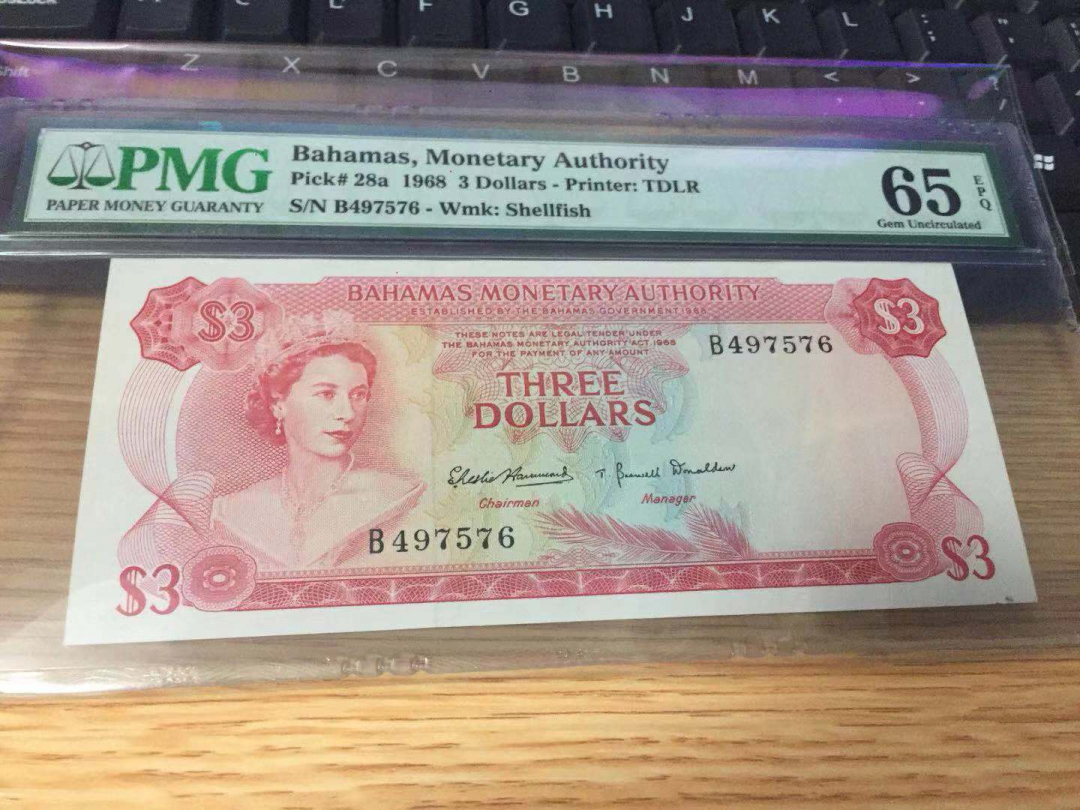 F G H J K L
Shift Z X C V B N M < >
PMG
PAPER MONEY GUARANTY
Bahamas, Monetary Authority
Pick# 28a 1968 3 Dollars - Printer: TDLR
S/N B497576 - Wmk: Shellfish
65 EPQ
Gem Uncirculated
$3 BAHAMAS MONETARY AUTHORITY $3
ESTABLISHED BY THE BAHAMAS GOVERNMENT 1968
THESE NOTES ARE LEGAL TENDER UNDER
THE BAHAMAS MONETARY AUTHORITY ACT 1968
FOR THE PAYMENT OF ANY AMOUNT
B497576
THREE
DOLLARS
Chairman Manager
B497576
$3 $3